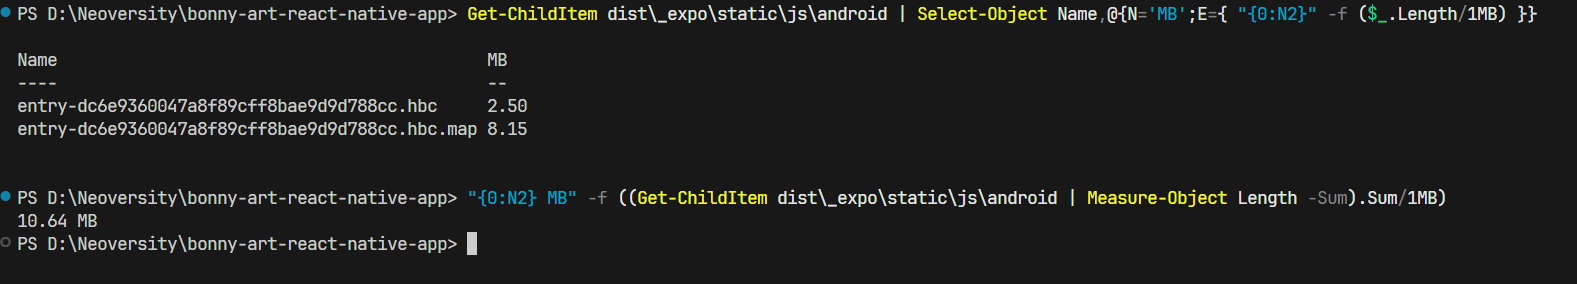 PS D:\Neoversity\bonny-art-react-native-app> Get-ChildItem dist\_expo\static\js\android | Select-Object Name,@{N='MB';E={ "{0:N2}" -f ($_.Length/1MB) }}
Name MB
---- --
entry-dc6e9360047a8f89cff8bae9d9d788cc.hbc 2.50
entry-dc6e9360047a8f89cff8bae9d9d788cc.hbc.map 8.15
PS D:\Neoversity\bonny-art-react-native-app> "{0:N2} MB" -f ((Get-ChildItem dist\_expo\static\js\android | Measure-Object Length -Sum).Sum/1MB)
10.64 MB
PS D:\Neoversity\bonny-art-react-native-app>